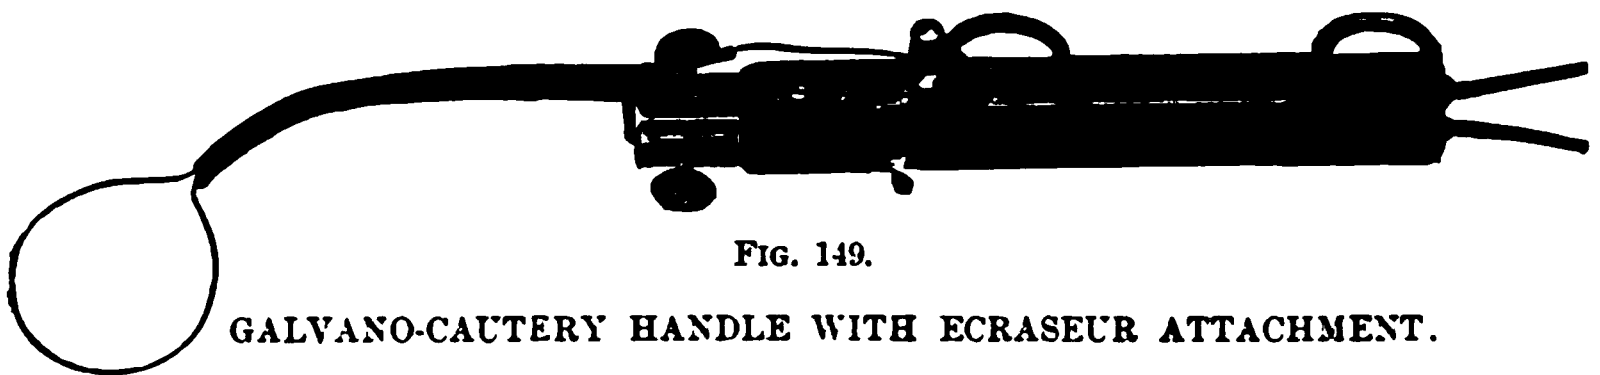 FIG. 149.
GALVANO-CAUTERY HANDLE WITH ECRASEUR ATTACHMENT.